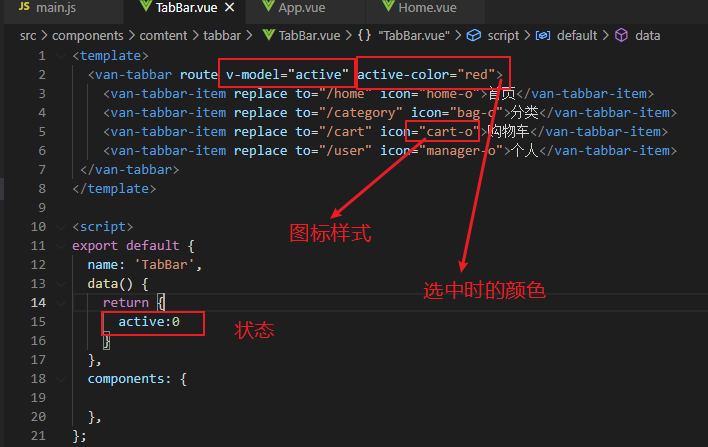 JS main.js TabBar.vue App.vue Home.vue
src > components > comtent > tabbar > TabBar.vue > {} "TabBar.vue" > script > default > data
1 <template>
2 <van-tabbar route v-model="active" active-color="red">
3 <van-tabbar-item replace to="/home" icon="home-o">首页</van-tabbar-item>
4 <van-tabbar-item replace to="/category" icon="bag-o">分类</van-tabbar-item>
5 <van-tabbar-item replace to="/cart" icon="cart-o">购物车</van-tabbar-item>
6 <van-tabbar-item replace to="/user" icon="manager-o">个人</van-tabbar-item>
7 </van-tabbar>
8 </template>
9
10 <script>
图标样式
11 export default {
12 name: 'TabBar',
13 data() {
选中时的颜色
14 return {
15 active:0
状态
16 }
17 },
18 components: {
19
20 },
21 };